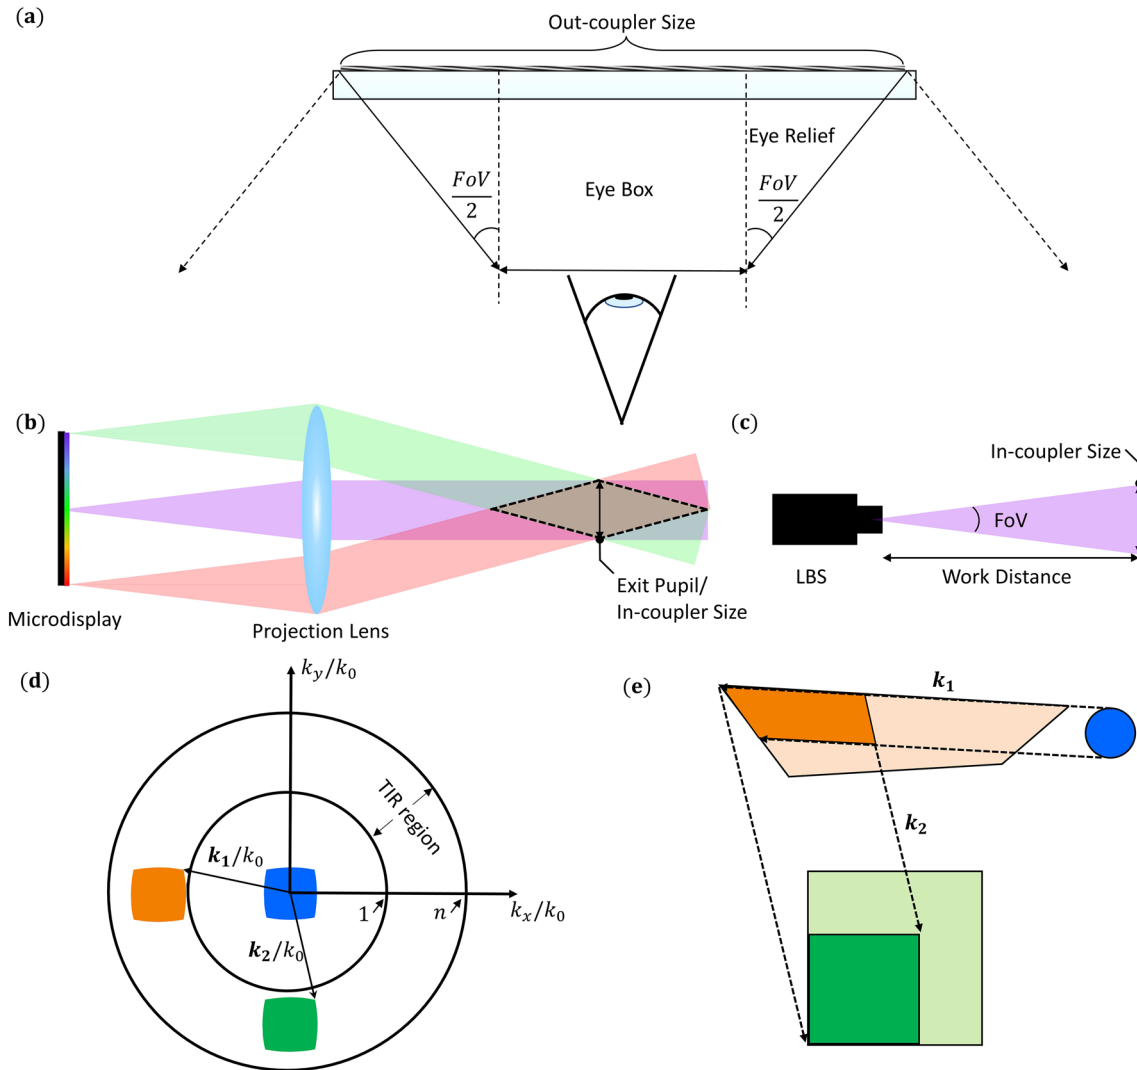 (a)
Out-coupler Size
Eye Relief
FoV
2
Eye Box
FoV
2
(b)
(c)
In-coupler Size
FoV
LBS
Work Distance
Exit Pupil/
In-coupler Size
Microdisplay
Projection Lens
(d)
k_y/k_0
TIR region
k_1/k_0
1
n
k_x/k_0
k_2/k_0
(e)
k_1
k_2